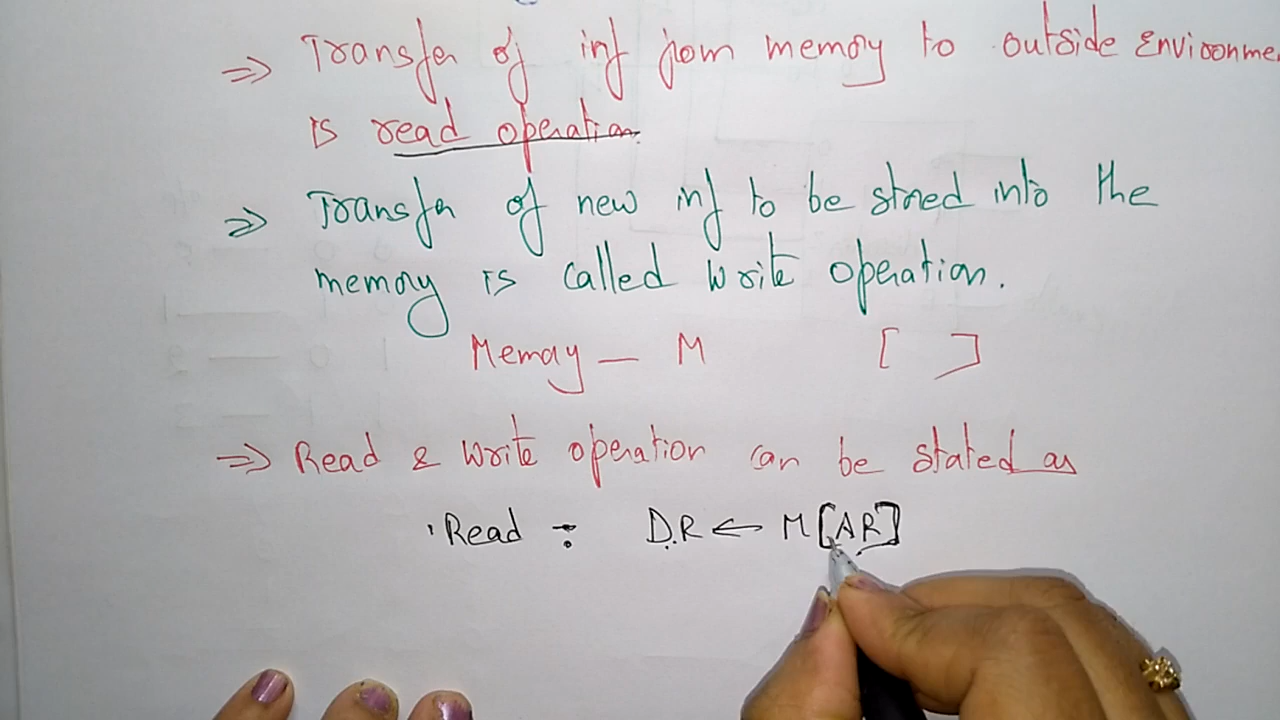 ⇒ Transfer of inf from memory to outside Environme
is read operation.
⇒ Transfer of new inf to be stored into the
memory is called write operation.
Memory — M [ ]
⇒ Read & Write operation can be stated as
Read : DR ← M[AR]